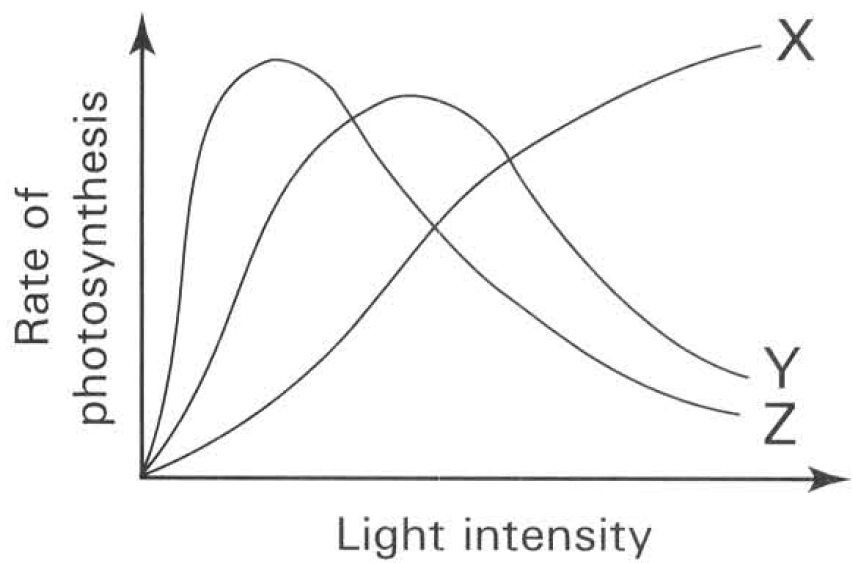 Rate of
photosynthesis
X
Y
Z
Light intensity